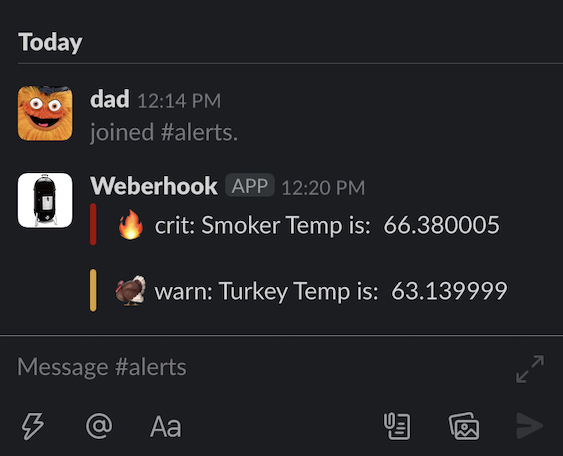 Today
dad 12:14 PM
joined #alerts.
Weberhook APP 12:20 PM
crit: Smoker Temp is: 66.380005
warn: Turkey Temp is: 63.139999
Message #alerts
@ Aa